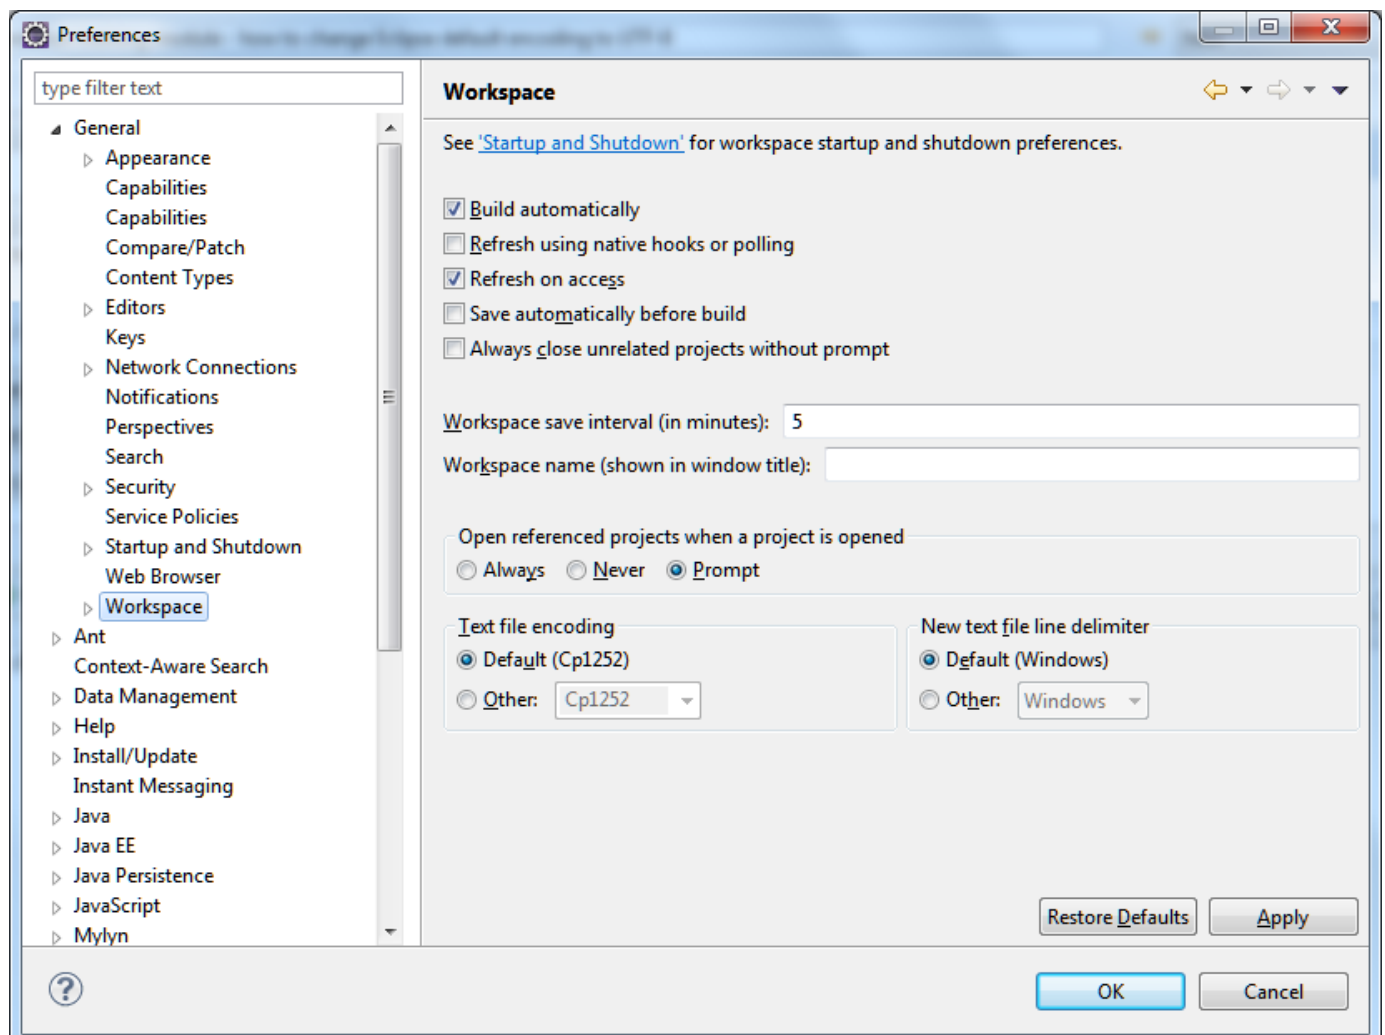 Preferences
type filter text
General
Appearance
Capabilities
Capabilities
Compare/Patch
Content Types
Editors
Keys
Network Connections
Notifications
Perspectives
Search
Security
Service Policies
Startup and Shutdown
Web Browser
Workspace
Ant
Context-Aware Search
Data Management
Help
Install/Update
Instant Messaging
Java
Java EE
Java Persistence
JavaScript
Mylyn
Workspace
See 'Startup and Shutdown' for workspace startup and shutdown preferences.
Build automatically
Refresh using native hooks or polling
Refresh on access
Save automatically before build
Always close unrelated projects without prompt
Workspace save interval (in minutes): 5
Workspace name (shown in window title):
Open referenced projects when a project is opened
Always Never Prompt
Text file encoding
Default (Cp1252)
Other: Cp1252
New text file line delimiter
Default (Windows)
Other: Windows
Restore Defaults Apply
OK Cancel